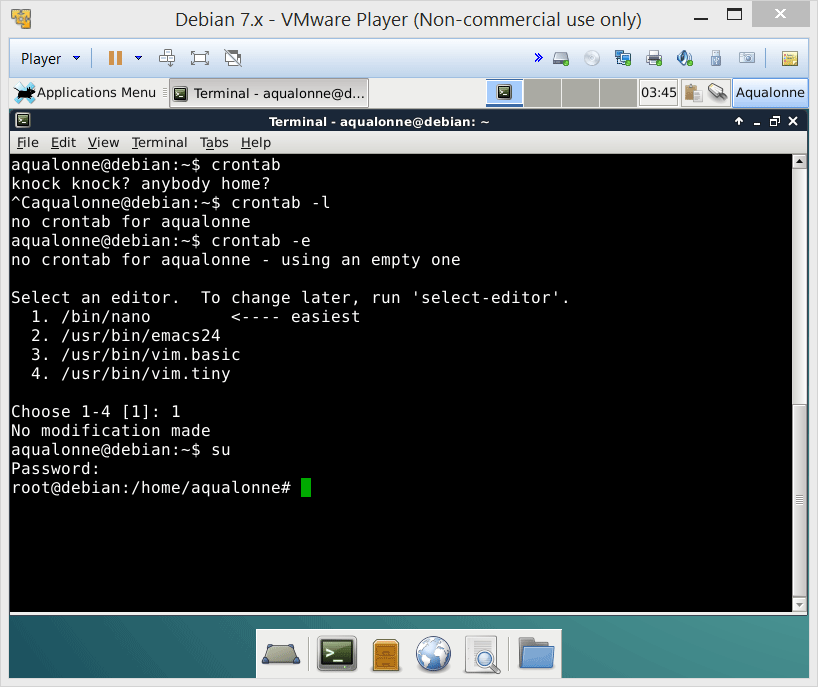 Debian 7.x - VMware Player (Non-commercial use only)
Player
Applications Menu
Terminal - aqualonne@d...
03:45
Aqualonne
Terminal - aqualonne@debian: ~
File Edit View Terminal Tabs Help
aqualonne@debian:~$ crontab
knock knock? anybody home?
^Caqualonne@debian:~$ crontab -l
no crontab for aqualonne
aqualonne@debian:~$ crontab -e
no crontab for aqualonne - using an empty one
Select an editor.  To change later, run 'select-editor'.
  1. /bin/nano        <---- easiest
  2. /usr/bin/emacs24
  3. /usr/bin/vim.basic
  4. /usr/bin/vim.tiny
Choose 1-4 [1]: 1
No modification made
aqualonne@debian:~$ su
Password:
root@debian:/home/aqualonne#